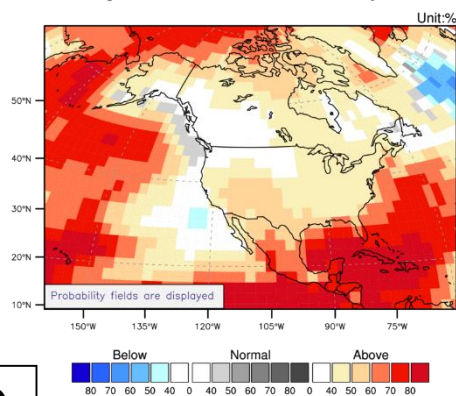 Unit:%
50°N
40°N
30°N
20°N
10°N
Probability fields are displayed
150°W 135°W 120°W 105°W 90°W 75°W
Below Normal Above
80 70 60 50 40 0 40 50 60 70 80 0 40 50 60 70 80